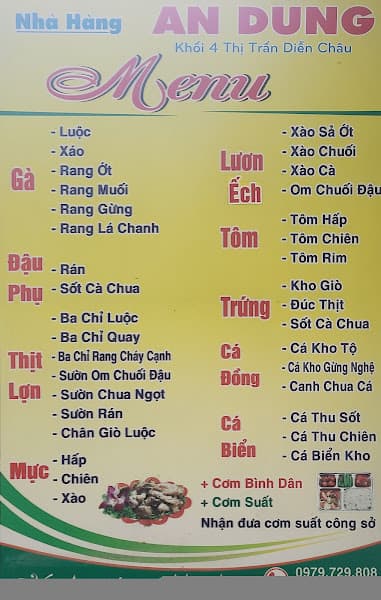 Nhà Hàng AN DUNG
Khối 4 Thị Trấn Diễn Châu
Menu
Gà
- Luộc
- Xáo
- Rang Ớt
- Rang Muối
- Rang Gừng
- Rang Lá Chanh
Đậu Phụ
- Rán
- Sốt Cà Chua
Thịt Lợn
- Ba Chỉ Luộc
- Ba Chỉ Quay
- Ba Chỉ Rang Cháy Cạnh
- Sườn Om Chuối Đậu
- Sườn Chua Ngọt
- Sườn Rán
- Chân Giò Luộc
Mực
- Hấp
- Chiên
- Xào
Lươn Ếch
- Xào Sả Ớt
- Xào Chuối
- Xào Cà
- Om Chuối Đậu
Tôm
- Tôm Hấp
- Tôm Chiên
- Tôm Rim
Trứng
- Kho Giò
- Đúc Thịt
- Sốt Cà Chua
Cá Đồng
- Cá Kho Tộ
- Cá Kho Gừng Nghệ
- Canh Chua Cá
Cá Biển
- Cá Thu Sốt
- Cá Thu Chiên
- Cá Biển Kho
+ Cơm Bình Dân
+ Cơm Suất
Nhận đưa cơm suất công sở
0979.729.808